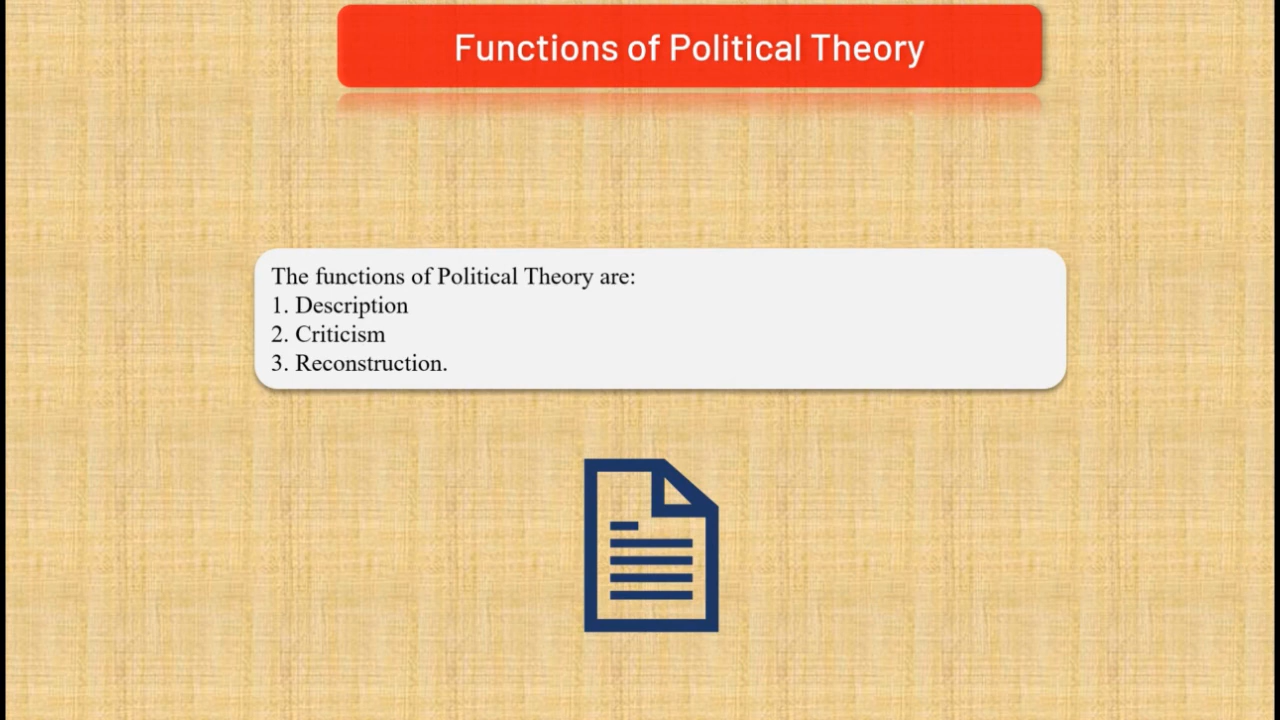 Functions of Political Theory
The functions of Political Theory are:
1. Description
2. Criticism
3. Reconstruction.